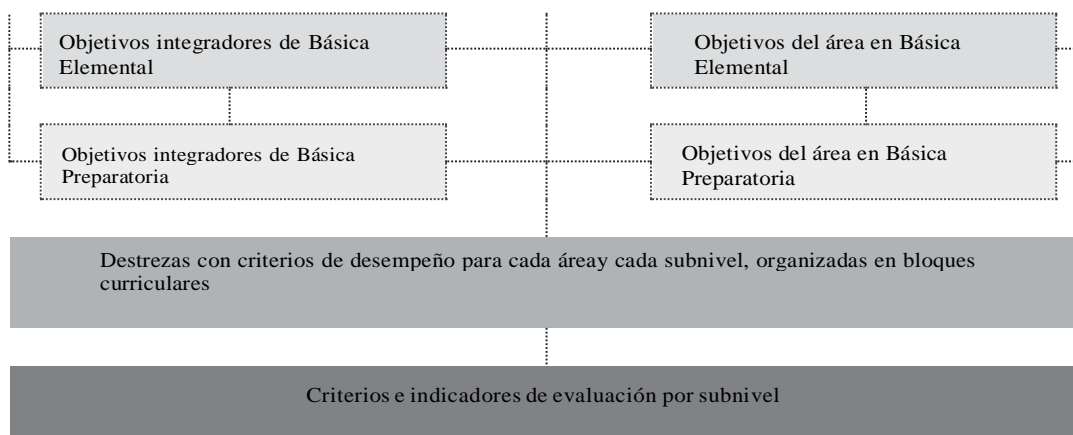 Objetivos integradores de Básica
Elemental
Objetivos del área en Básica
Elemental
Objetivos integradores de Básica
Preparatoria
Objetivos del área en Básica
Preparatoria
Destrezas con criterios de desempeño para cada áreay cada subnivel, organizadas en bloques
curriculares
Criterios e indicadores de evaluación por subnivel